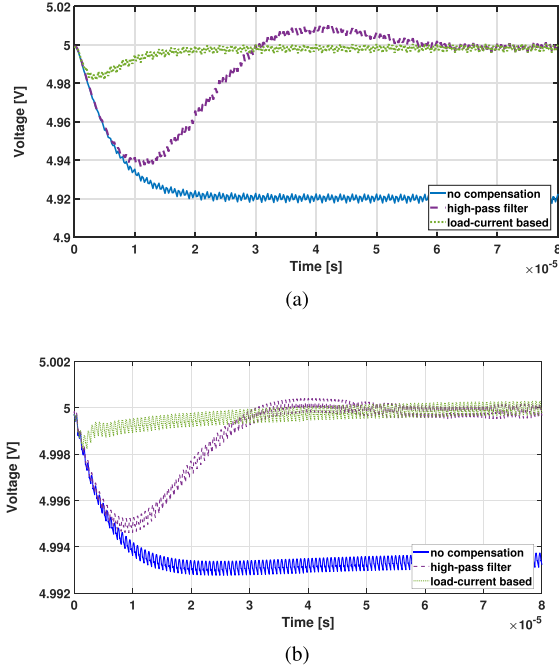 5.02
5
4.98
4.96
4.94
4.92
4.9
Voltage [V]
no compensation
high-pass filter
load-current based
0 1 2 3 4 5 6 7 8
Time [s]
×10-5
(a)
5.002
5
4.998
4.996
4.994
4.992
Voltage [V]
no compensation
high-pass filter
load-current based
0 1 2 3 4 5 6 7 8
Time [s]
×10-5
(b)